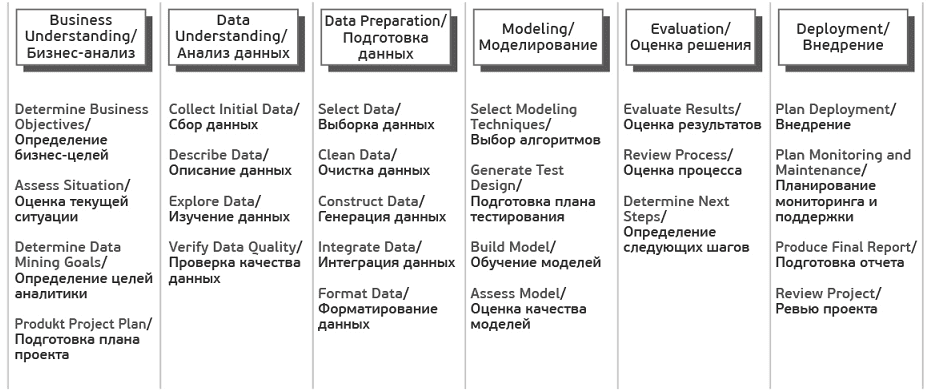 Business
Understanding/
Бизнес-анализ
Determine Business
Objectives/
Определение
бизнес-целей
Assess Situation/
Оценка текущей
ситуации
Determine Data
Mining Goals/
Определение целей
аналитики
Produkt Project Plan/
Подготовка плана
проекта
Data
Understanding/
Анализ данных
Collect Initial Data/
Сбор данных
Describe Data/
Описание данных
Explore Data/
Изучение данных
Verify Data Quality/
Проверка качества
данных
Data Preparation/
Подготовка
данных
Select Data/
Выборка данных
Clean Data/
Очистка данных
Construct Data/
Генерация данных
Integrate Data/
Интеграция данных
Format Data/
Форматирование
данных
Modeling/
Моделирование
Select Modeling
Techniques/
Выбор алгоритмов
Generate Test
Design/
Подготовка плана
тестирования
Build Model/
Обучение моделей
Assess Model/
Оценка качества
моделей
Evaluation/
Оценка решения
Evaluate Results/
Оценка результатов
Review Process/
Оценка процесса
Determine Next
Steps/
Определение
следующих шагов
Deployment/
Внедрение
Plan Deployment/
Внедрение
Plan Monitoring and
Maintenance/
Планирование
мониторинга и
поддержки
Produce Final Report/
Подготовка отчета
Review Project/
Ревью проекта